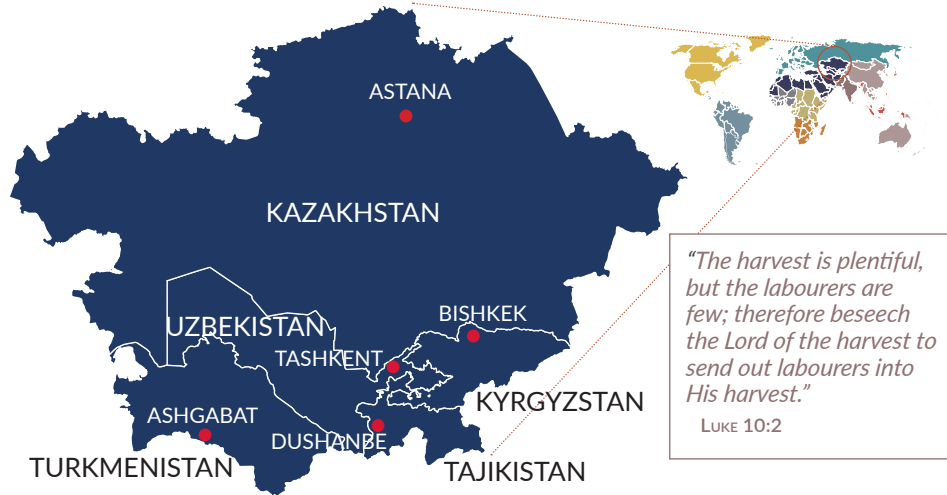 ASTANA
KAZAKHSTAN
BISHKEK
UZBEKISTAN
TASHKENT
KYRGYZSTAN
ASHGABAT
DUSHANBE
TURKMENISTAN
TAJIKISTAN
“The harvest is plentiful,
but the labourers are
few; therefore beseech
the Lord of the harvest to
send out labourers into
His harvest.”
Luke 10:2